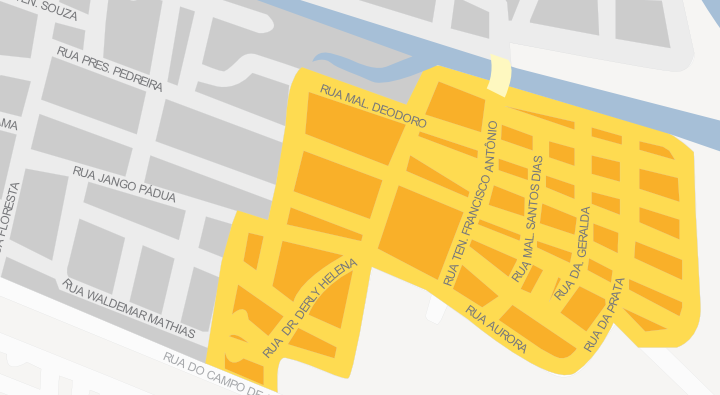 EN. SOUZA
RUA PRES. PEDREIRA
RUA MAL. DEODORO
AMA
RUA TEN. FRANCISCO ANTÔNIO
RUA MAL. SANTOS DIAS
RUA JANGO PÁDUA
A FLORESTA
RUA DA. GERALDA
RUA DR. DERLY HELENA
RUA WALDEMAR MATHIAS
RUA AURORA
RUA DA PRATA
RUA DO CAMPO DE